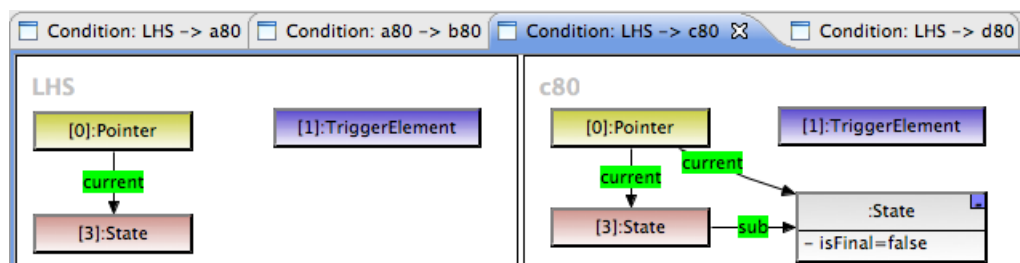 Condition: LHS -> a80
Condition: a80 -> b80
Condition: LHS -> c80
Condition: LHS -> d80
LHS
[0]:Pointer
[1]:TriggerElement
current
[3]:State
c80
[0]:Pointer
[1]:TriggerElement
current
current
[3]:State
sub
:State
- isFinal=false